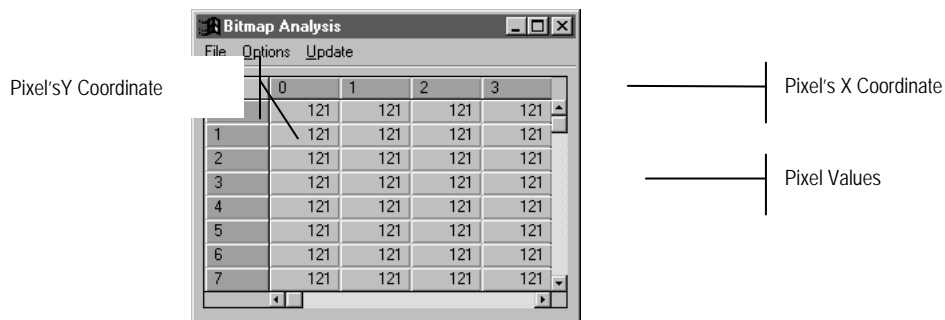 Bitmap Analysis
File Options Update
Pixel'sY Coordinate
0 1 2 3
Pixel's X Coordinate
121 121 121 121
1 121 121 121 121
2 121 121 121 121
Pixel Values
3 121 121 121 121
4 121 121 121 121
5 121 121 121 121
6 121 121 121 121
7 121 121 121 121